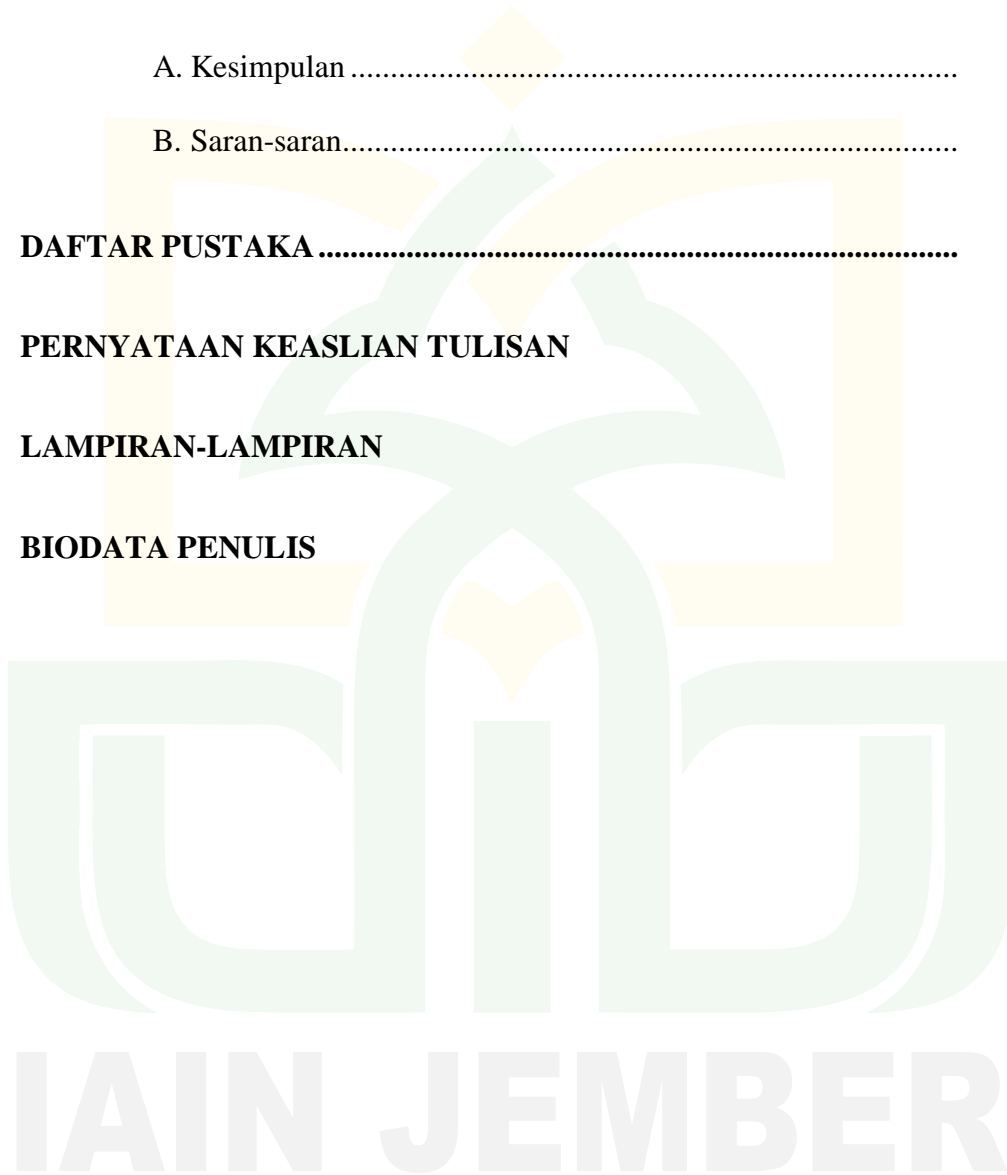 A. Kesimpulan ................................................................
B. Saran-saran.................................................................
DAFTAR PUSTAKA ................................................................................
PERNYATAAN KEASLIAN TULISAN
LAMPIRAN-LAMPIRAN
BIODATA PENULIS
IAIN JEMBER